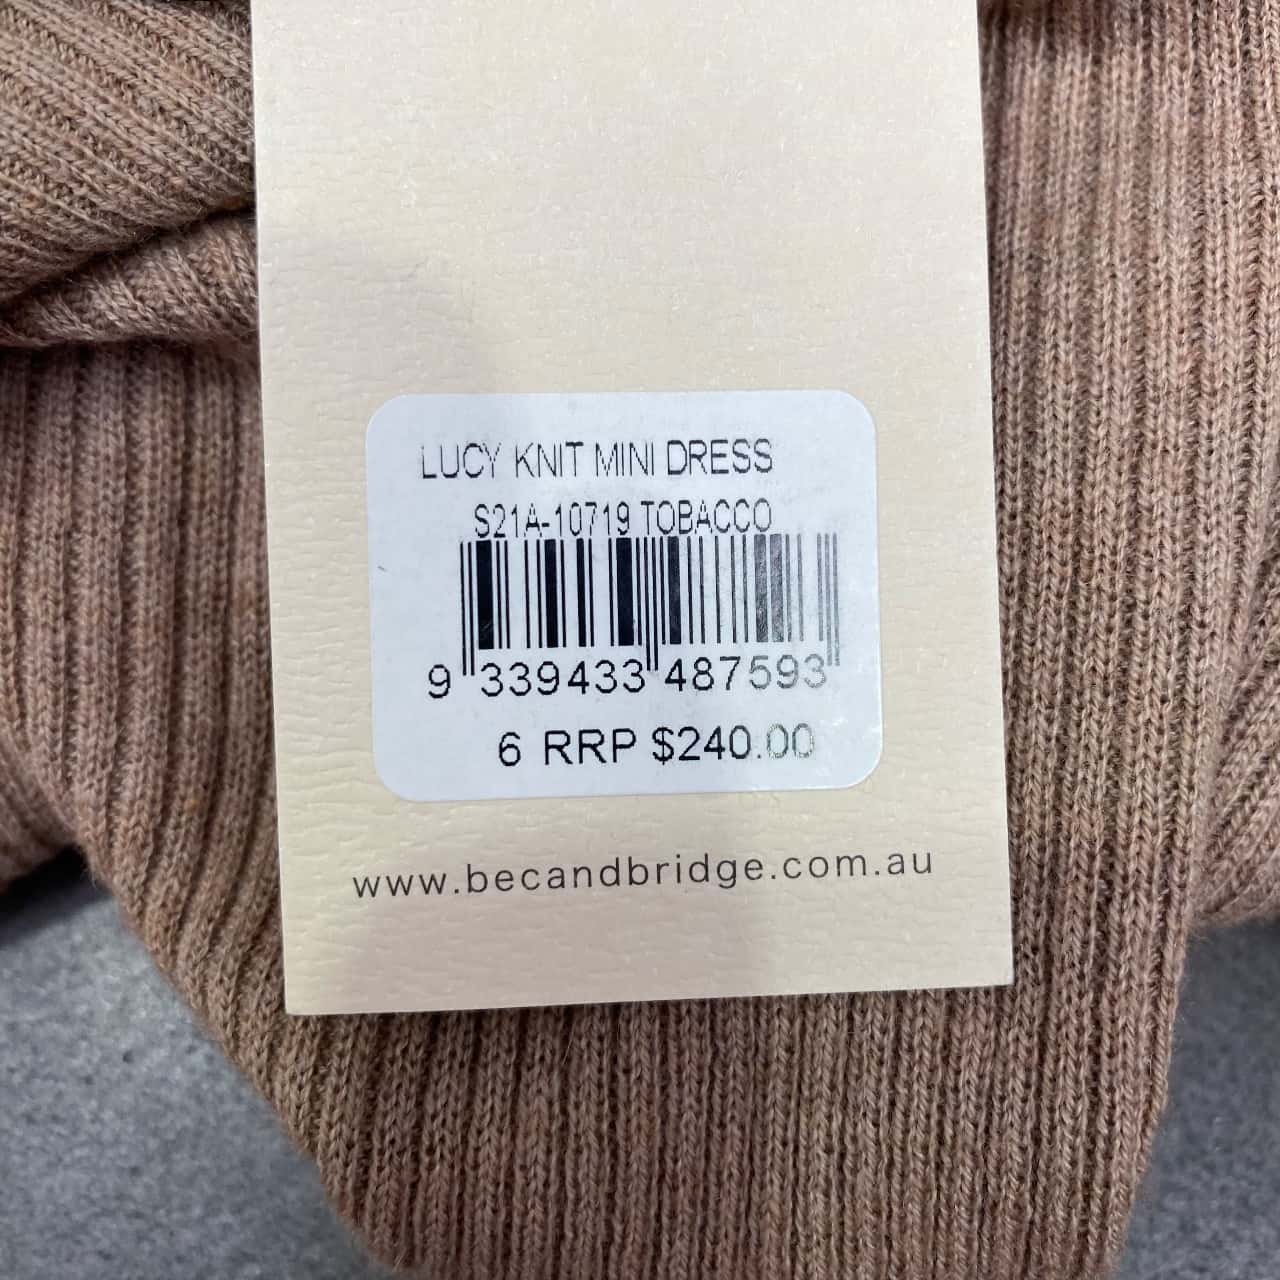 LUCY KNIT MINI DRESS
S21A-10719 TOBACCO
9 339433 487593
6 RRP $240.00
www.becandbridge.com.au